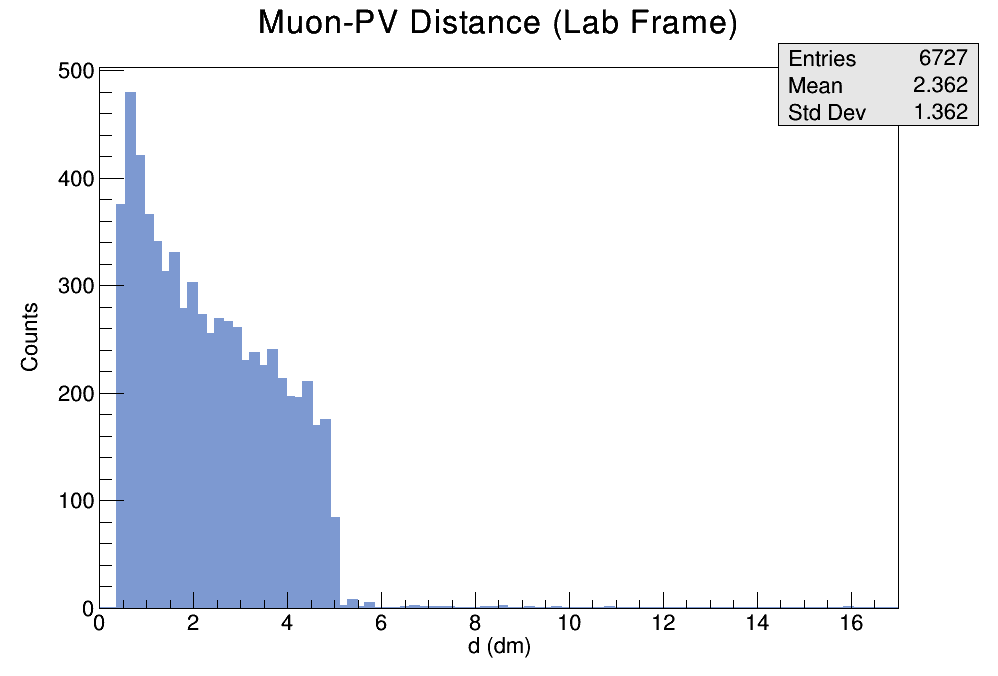 Muon-PV Distance (Lab Frame)
Entries 6727
Mean 2.362
Std Dev 1.362
500
400
300
200
100
0
Counts
0 2 4 6 8 10 12 14 16
d (dm)